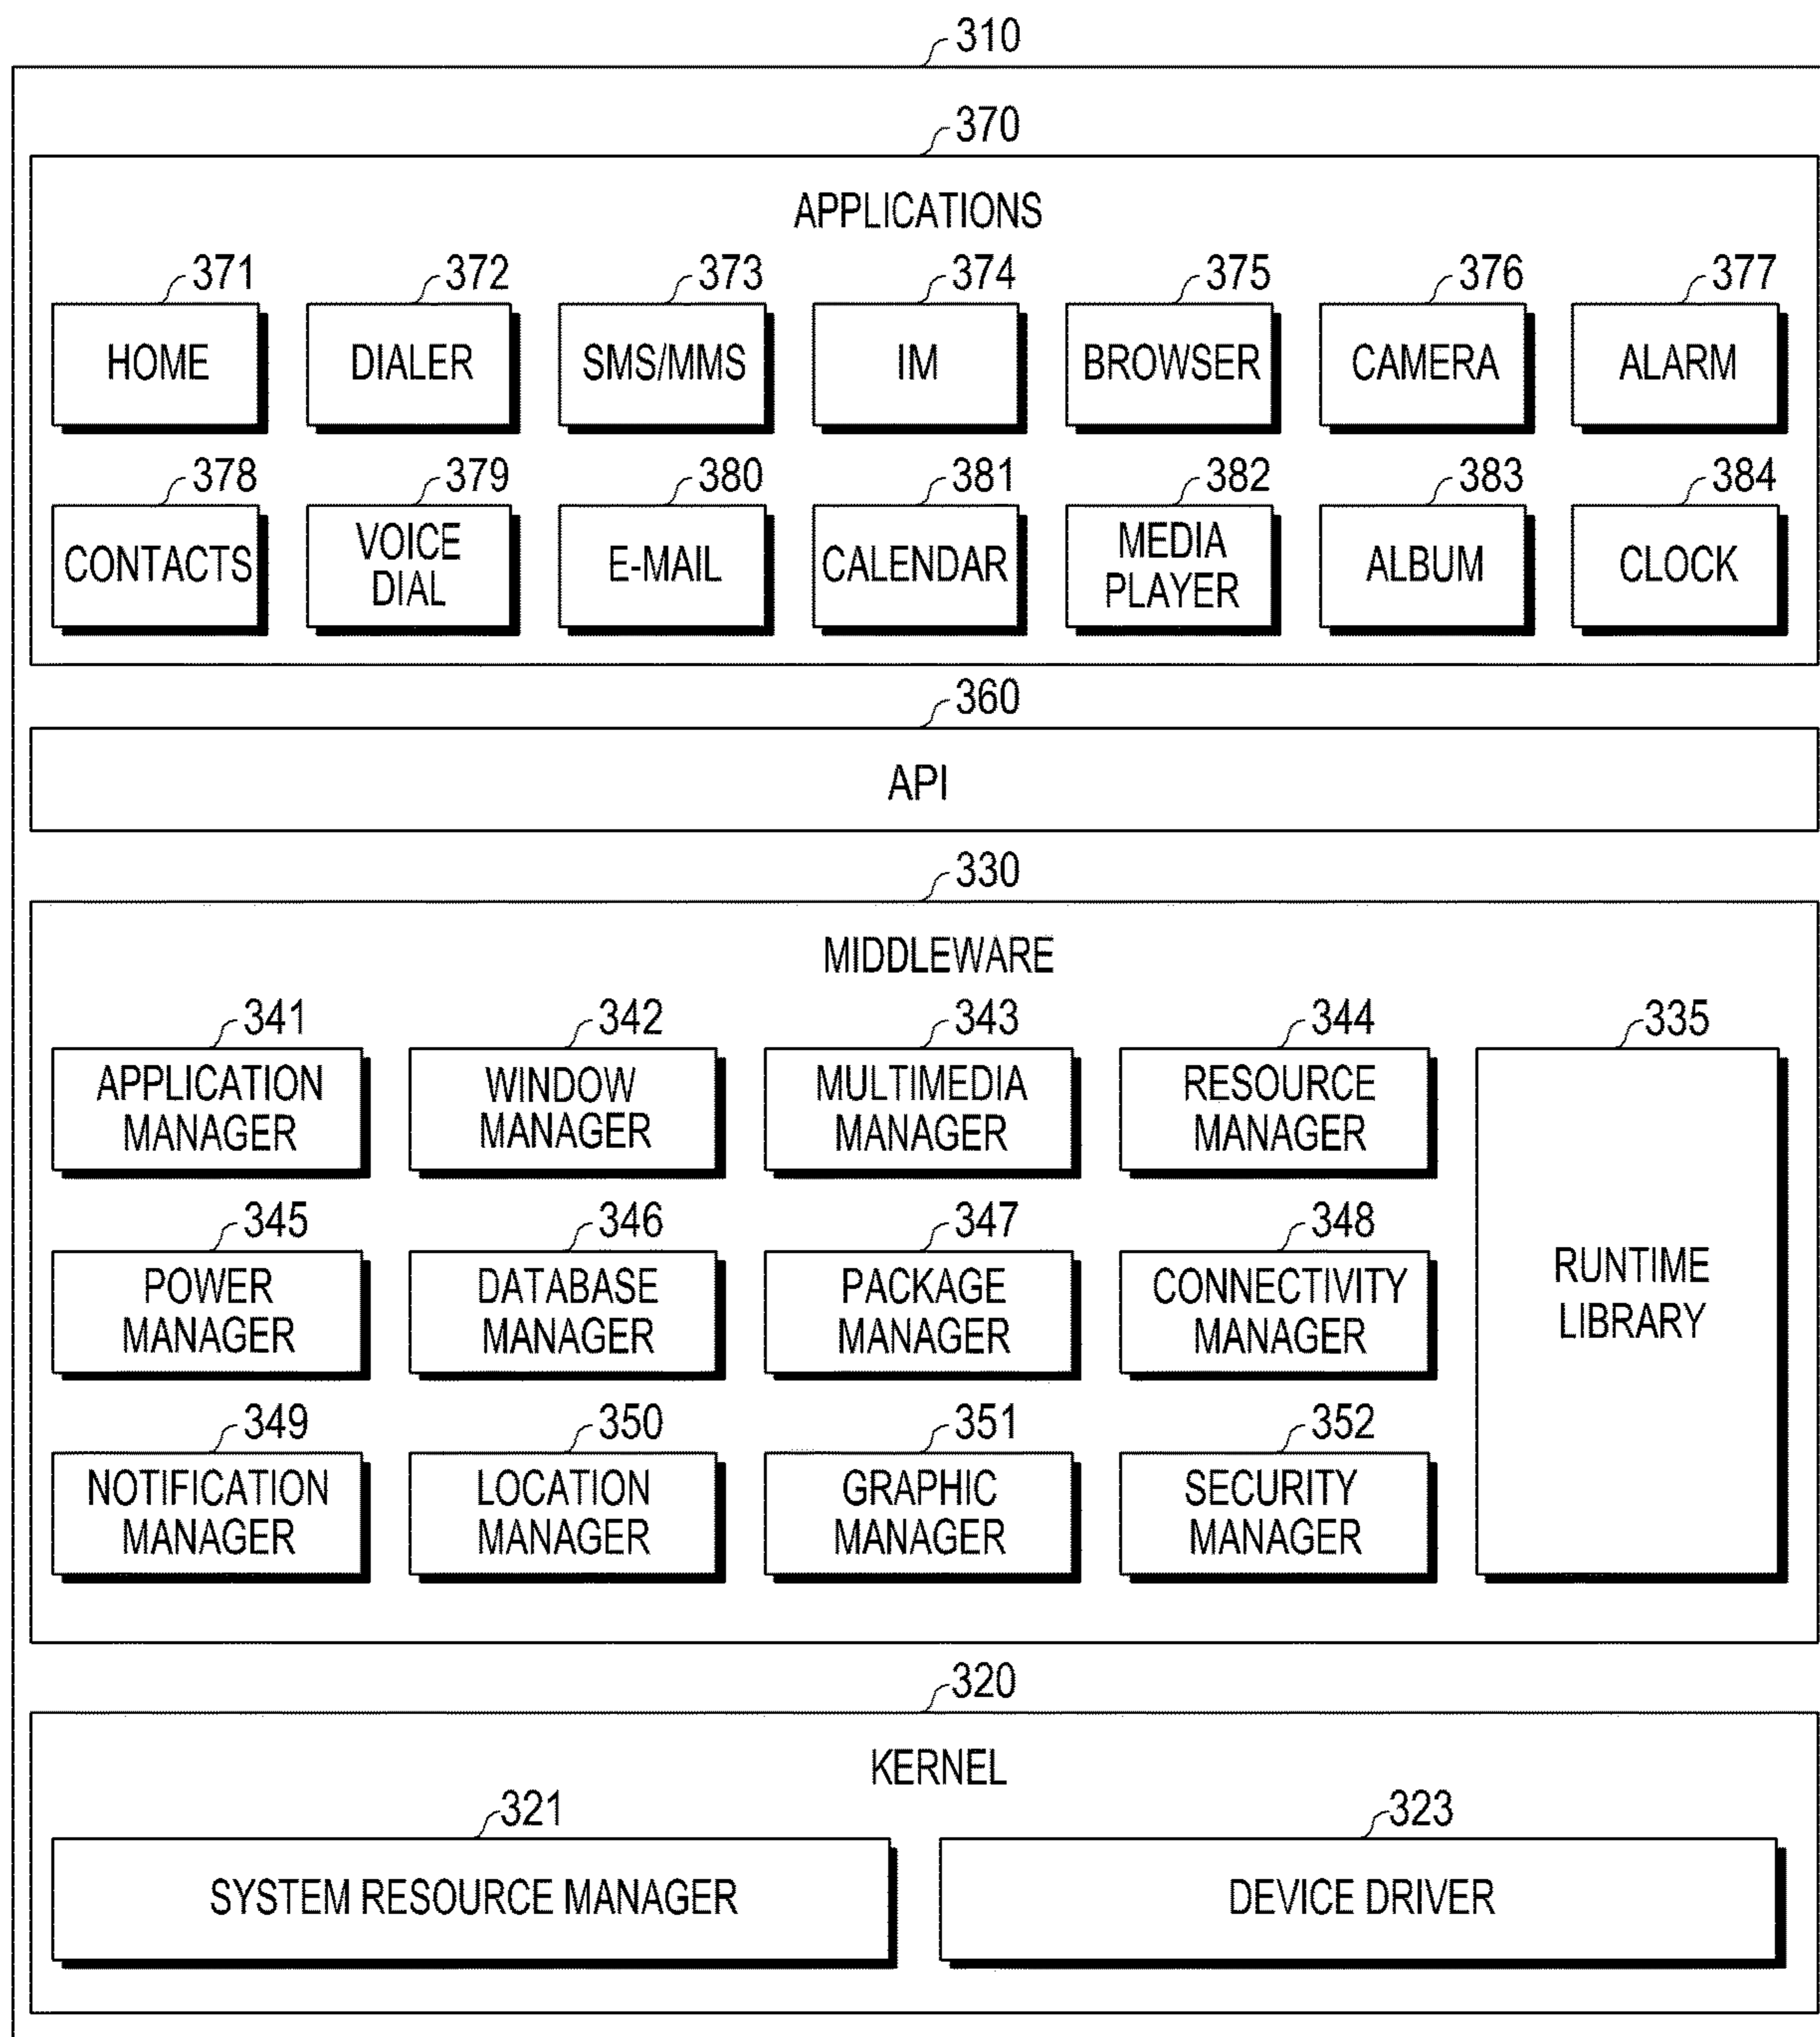 310
370
APPLICATIONS
371 372 373 374 375 376 377
HOME DIALER SMS/MMS IM BROWSER CAMERA ALARM
378 379 380 381 382 383 384
CONTACTS VOICE DIAL E-MAIL CALENDAR MEDIA PLAYER ALBUM CLOCK
360
API
330
MIDDLEWARE
341 342 343 344 335
APPLICATION MANAGER WINDOW MANAGER MULTIMEDIA MANAGER RESOURCE MANAGER
345 346 347 348
POWER MANAGER DATABASE MANAGER PACKAGE MANAGER CONNECTIVITY MANAGER RUNTIME LIBRARY
349 350 351 352
NOTIFICATION MANAGER LOCATION MANAGER GRAPHIC MANAGER SECURITY MANAGER
320
KERNEL
321 323
SYSTEM RESOURCE MANAGER DEVICE DRIVER